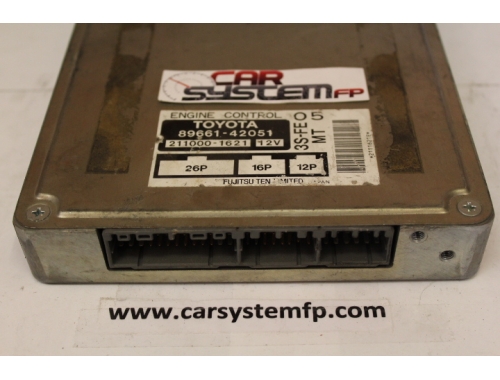 CAR
SYSTEMFP
ENGINE CONTROL
TOYOTA
89661-42051
211000-1621 12V
3S-FE O 5
MT
26P 16P 12P
FUJITSU TEN LIMITED
www.carsystemfp.com